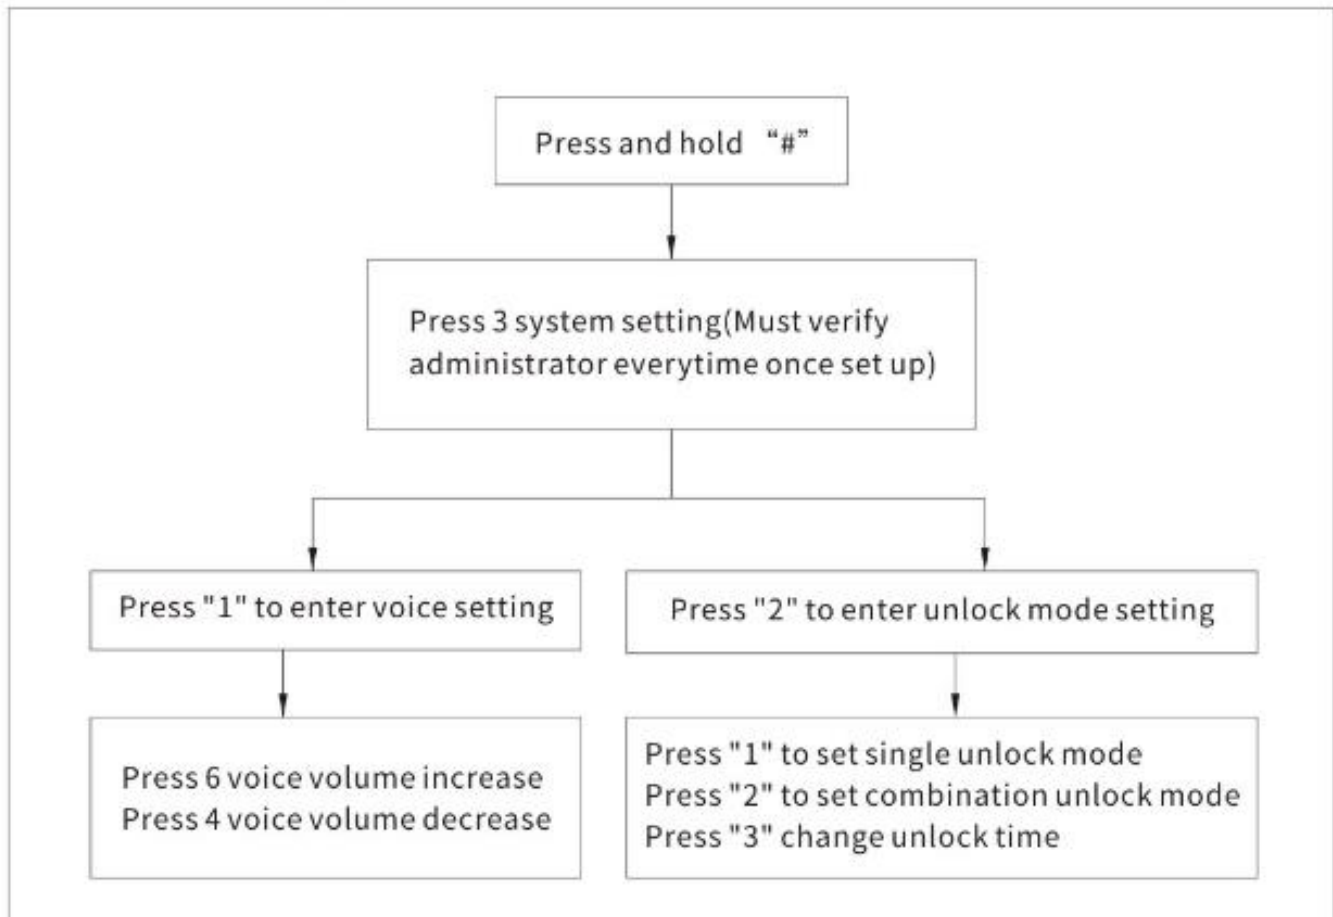 Press and hold “#”
Press 3 system setting(Must verify
administrator everytime once set up)
Press "1" to enter voice setting
Press "2" to enter unlock mode setting
Press 6 voice volume increase
Press 4 voice volume decrease
Press "1" to set single unlock mode
Press "2" to set combination unlock mode
Press "3" change unlock time